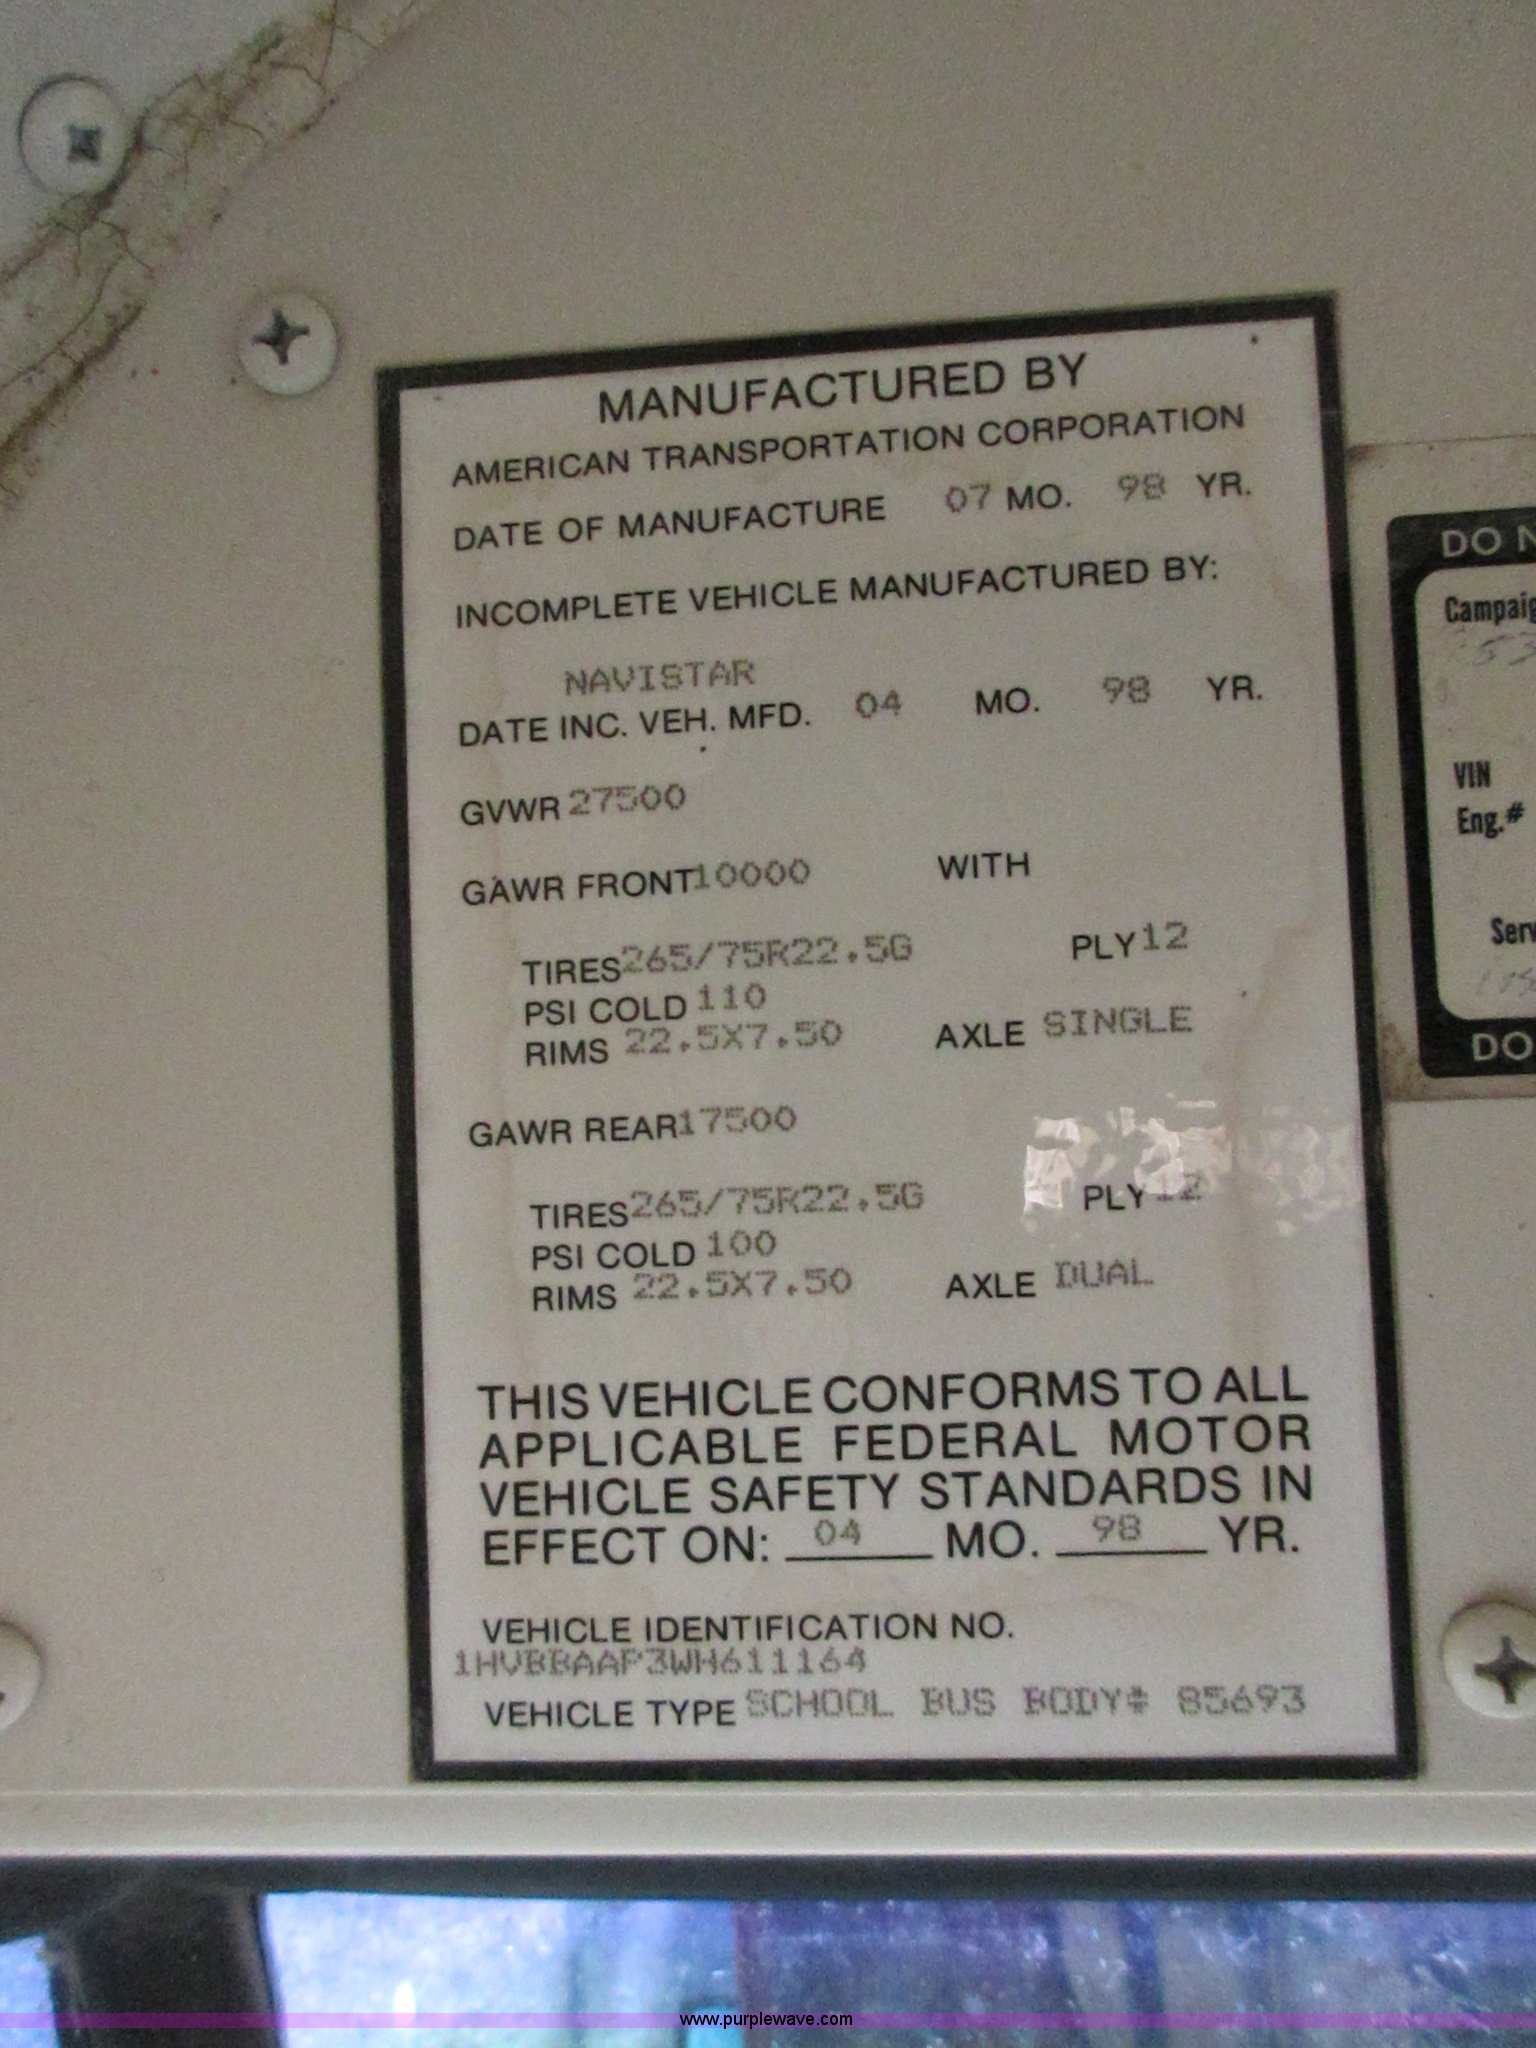 MANUFACTURED BY
AMERICAN TRANSPORTATION CORPORATION
DATE OF MANUFACTURE 07 MO. 98 YR.
INCOMPLETE VEHICLE MANUFACTURED BY:
NAVISTAR
DATE INC. VEH. MFD. 04 MO. 98 YR.
GVWR 27500
GAWR FRONT 10000 WITH
TIRES 265/75R22.5G PLY 12
PSI COLD 110
RIMS 22.5X7.50 AXLE SINGLE
GAWR REAR 17500
TIRES 265/75R22.5G PLY 12
PSI COLD 100
RIMS 22.5X7.50 AXLE DUAL
THIS VEHICLE CONFORMS TO ALL
APPLICABLE FEDERAL MOTOR
VEHICLE SAFETY STANDARDS IN
EFFECT ON: 04 MO. 98 YR.
VEHICLE IDENTIFICATION NO.
1HVBBAAP3WH611164
VEHICLE TYPE SCHOOL BUS BODY# 85693
DO N
Campaig
VIN
Eng.#
Serv
DO
www.purplewave.com